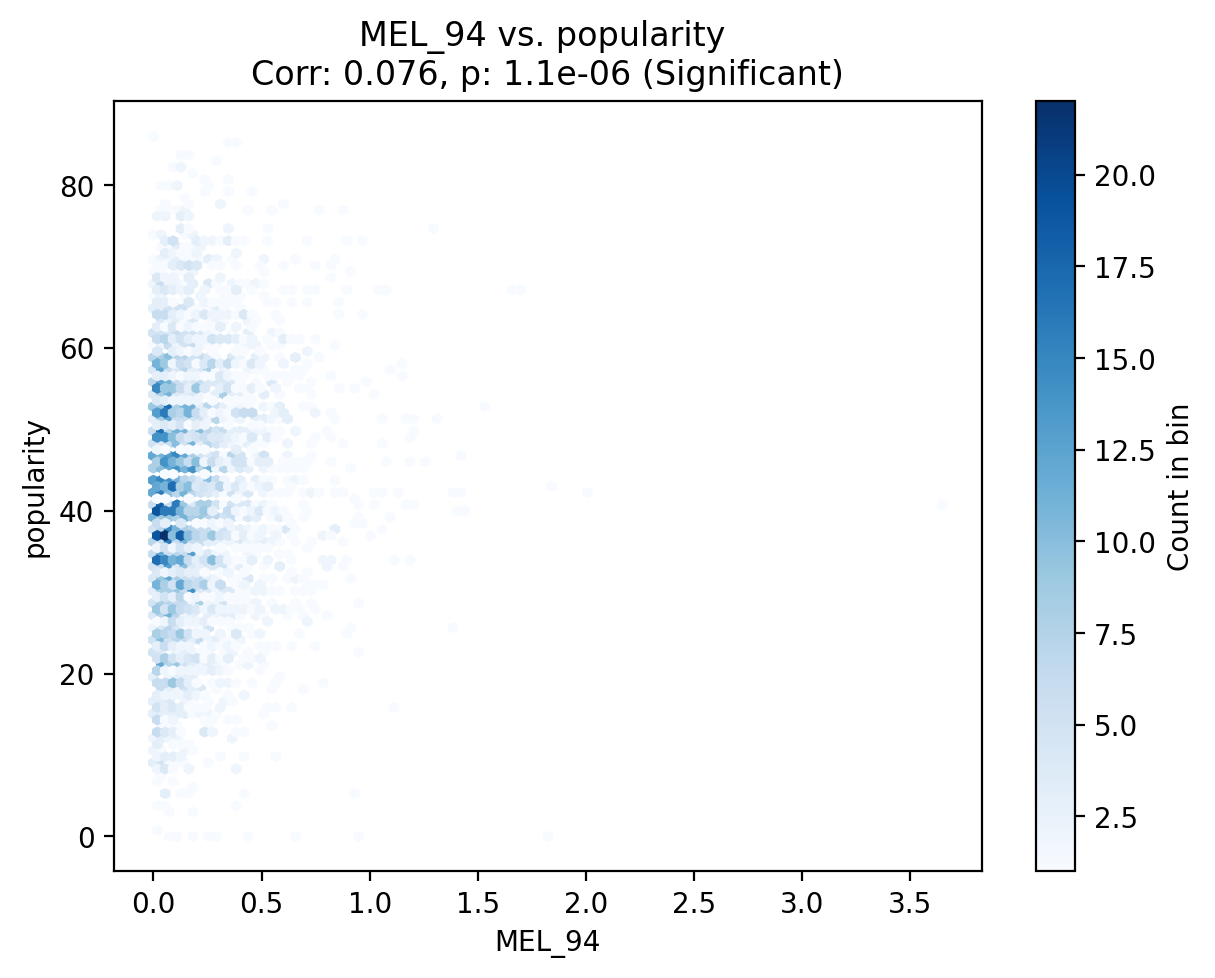 MEL_94 vs. popularity
Corr: 0.076, p: 1.1e-06 (Significant)
80
60
40
20
0
popularity
0.0 0.5 1.0 1.5 2.0 2.5 3.0 3.5
MEL_94
20.0
17.5
15.0
12.5
10.0
7.5
5.0
2.5
Count in bin